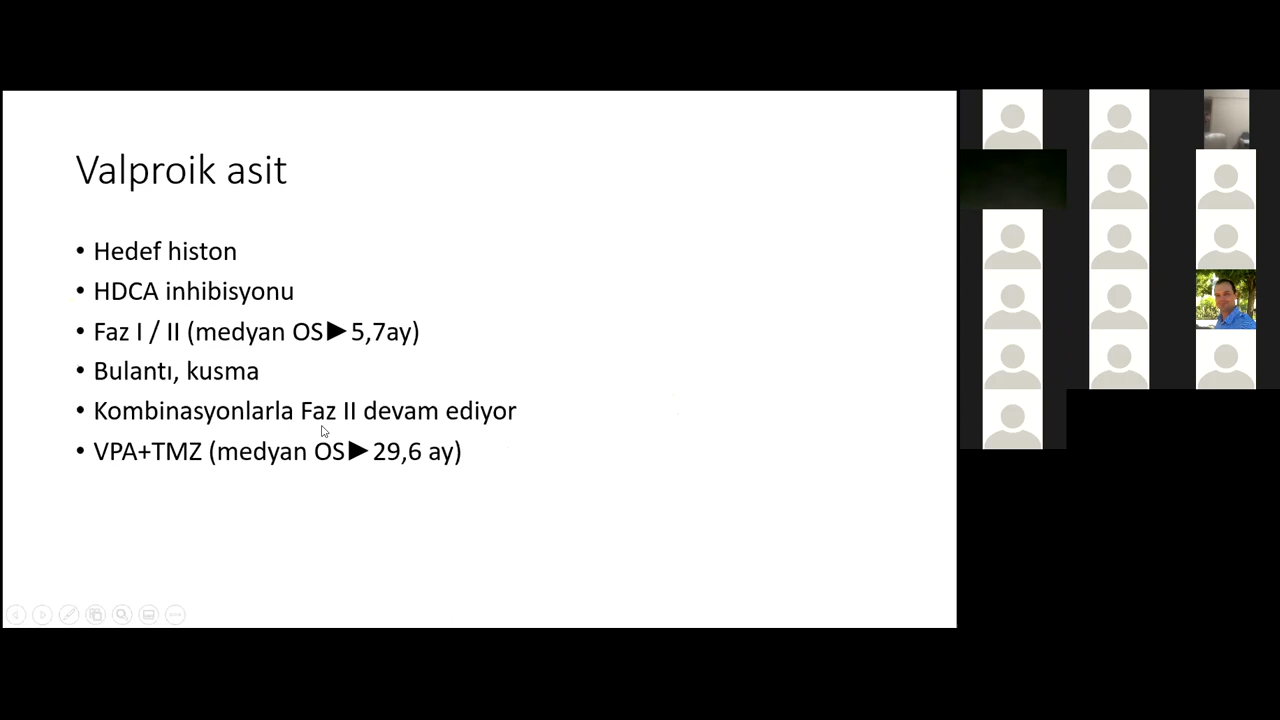 Valproik asit
• Hedef histon
• HDCA inhibisyonu
• Faz I / II (medyan OS►5,7ay)
• Bulantı, kusma
• Kombinasyonlarla Faz II devam ediyor
• VPA+TMZ (medyan OS►29,6 ay)